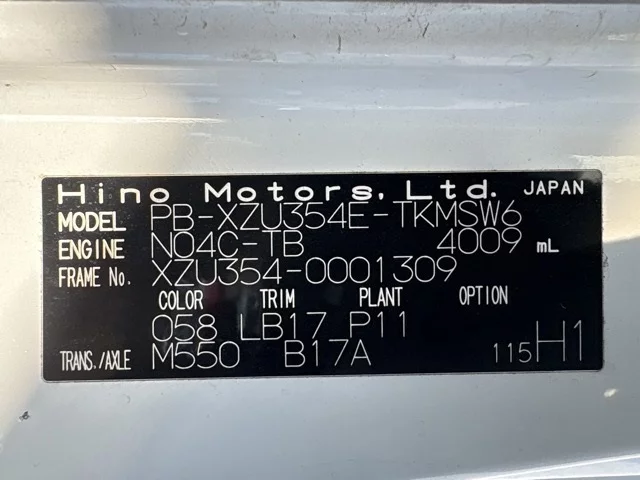 Hino Motors, Ltd. JAPAN
MODEL PB-XZU354E-TKMSW6
ENGINE N04C-TB 4009 mL
FRAME No. XZU354-0001309
COLOR TRIM PLANT OPTION
058 LB17 P11
TRANS./AXLE M550 B17A 115H1